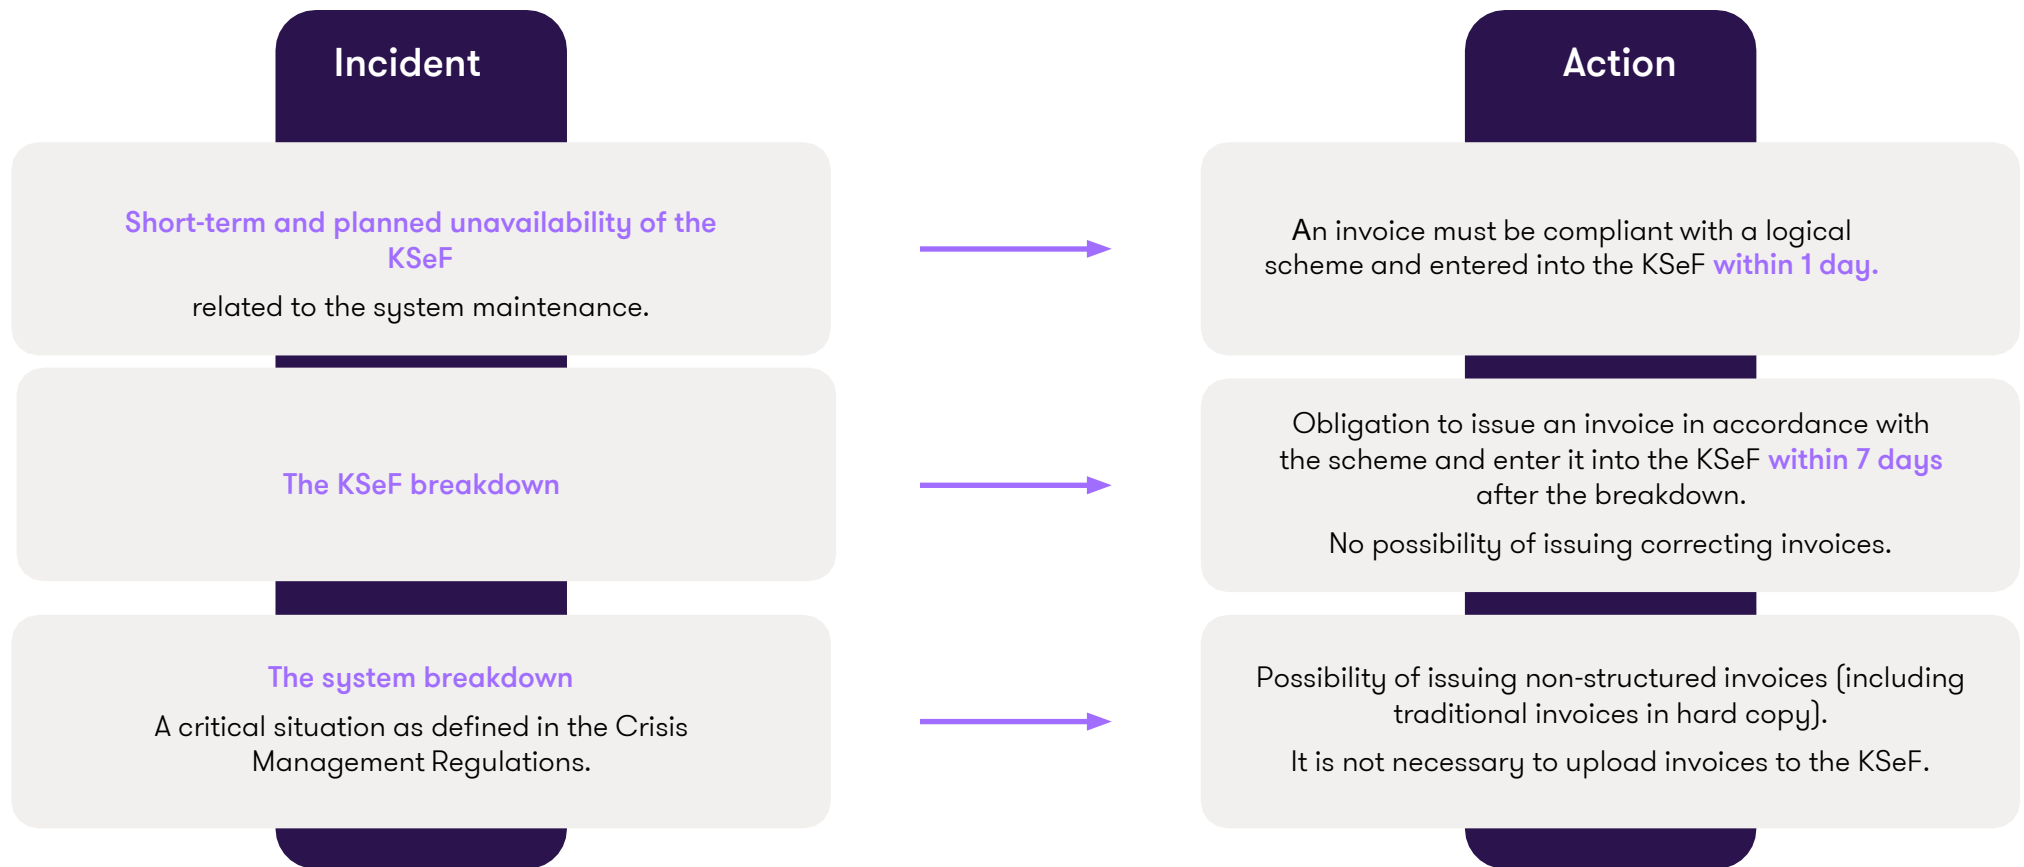 Incident
Action
Short-term and planned unavailability of the
KSeF
related to the system maintenance.
An invoice must be compliant with a logical
scheme and entered into the KSeF within 1 day.
The KSeF breakdown
Obligation to issue an invoice in accordance with
the scheme and enter it into the KSeF within 7 days
after the breakdown.
No possibility of issuing correcting invoices.
The system breakdown
A critical situation as defined in the Crisis
Management Regulations.
Possibility of issuing non-structured invoices (including
traditional invoices in hard copy).
It is not necessary to upload invoices to the KSeF.